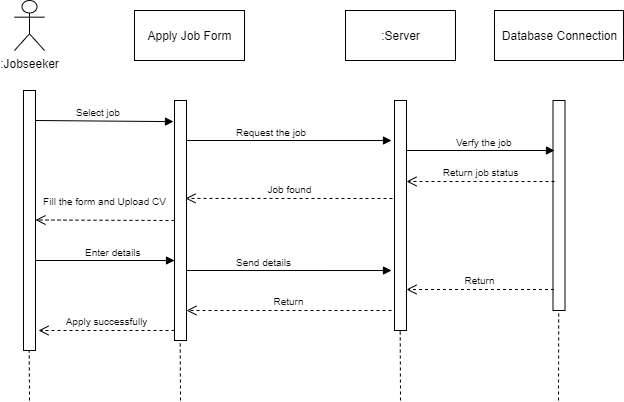 :Jobseeker
Apply Job Form
:Server
Database Connection
Select job
Request the job
Verfy the job
Return job status
Job found
Fill the form and Upload CV
Enter details
Send details
Return
Return
Apply successfully